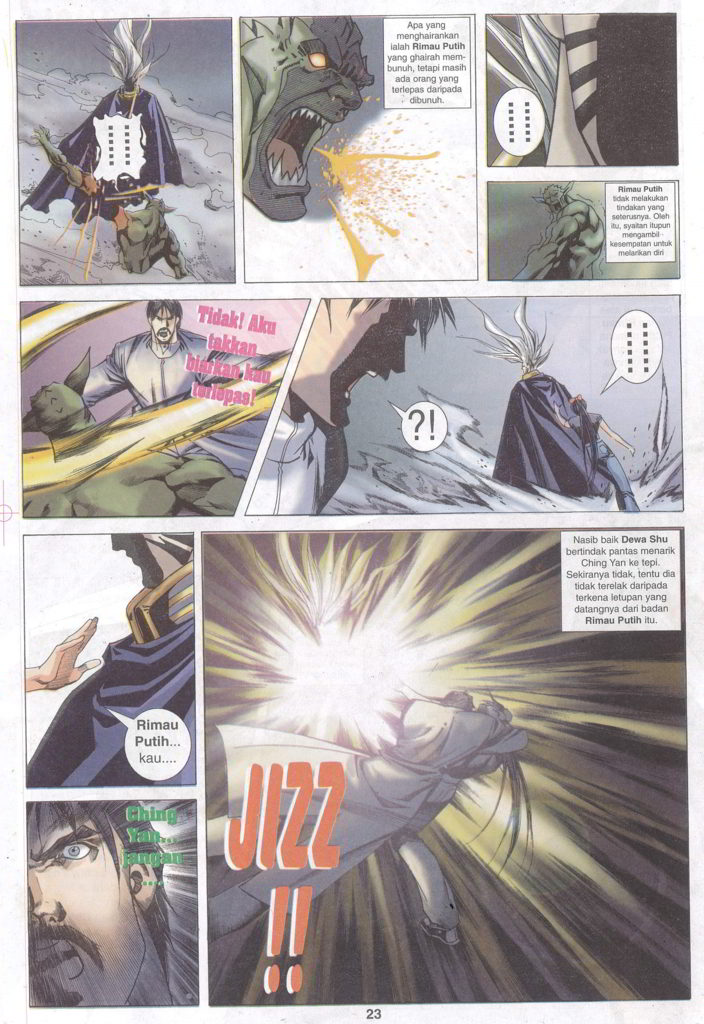 Apa yang
menghairankan
ialah Rimau Putih
yang ghairah mem-
bunuh, tetapi masih
ada orang yang
terlepas daripada
dibunuh.
Rimau Putih
tidak melakukan
tindakan yang
seterusnya. Oleh
itu, syaitan itupun
mengambil
kesempatan untuk
melarikan diri
Tidak! Aku
takkan
biarkan kau
terlepas!
?!
Rimau
Putih...
kau....
Nasib baik Dewa Shu
bertindak pantas menarik
Ching Yan ke tepi.
Sekiranya tidak, tentu dia
tidak terelak daripada
terkena letupan yang
datangnya dari badan
Rimau Putih itu.
Ching
Yan...
jangan
....
JIZZ
!!
23